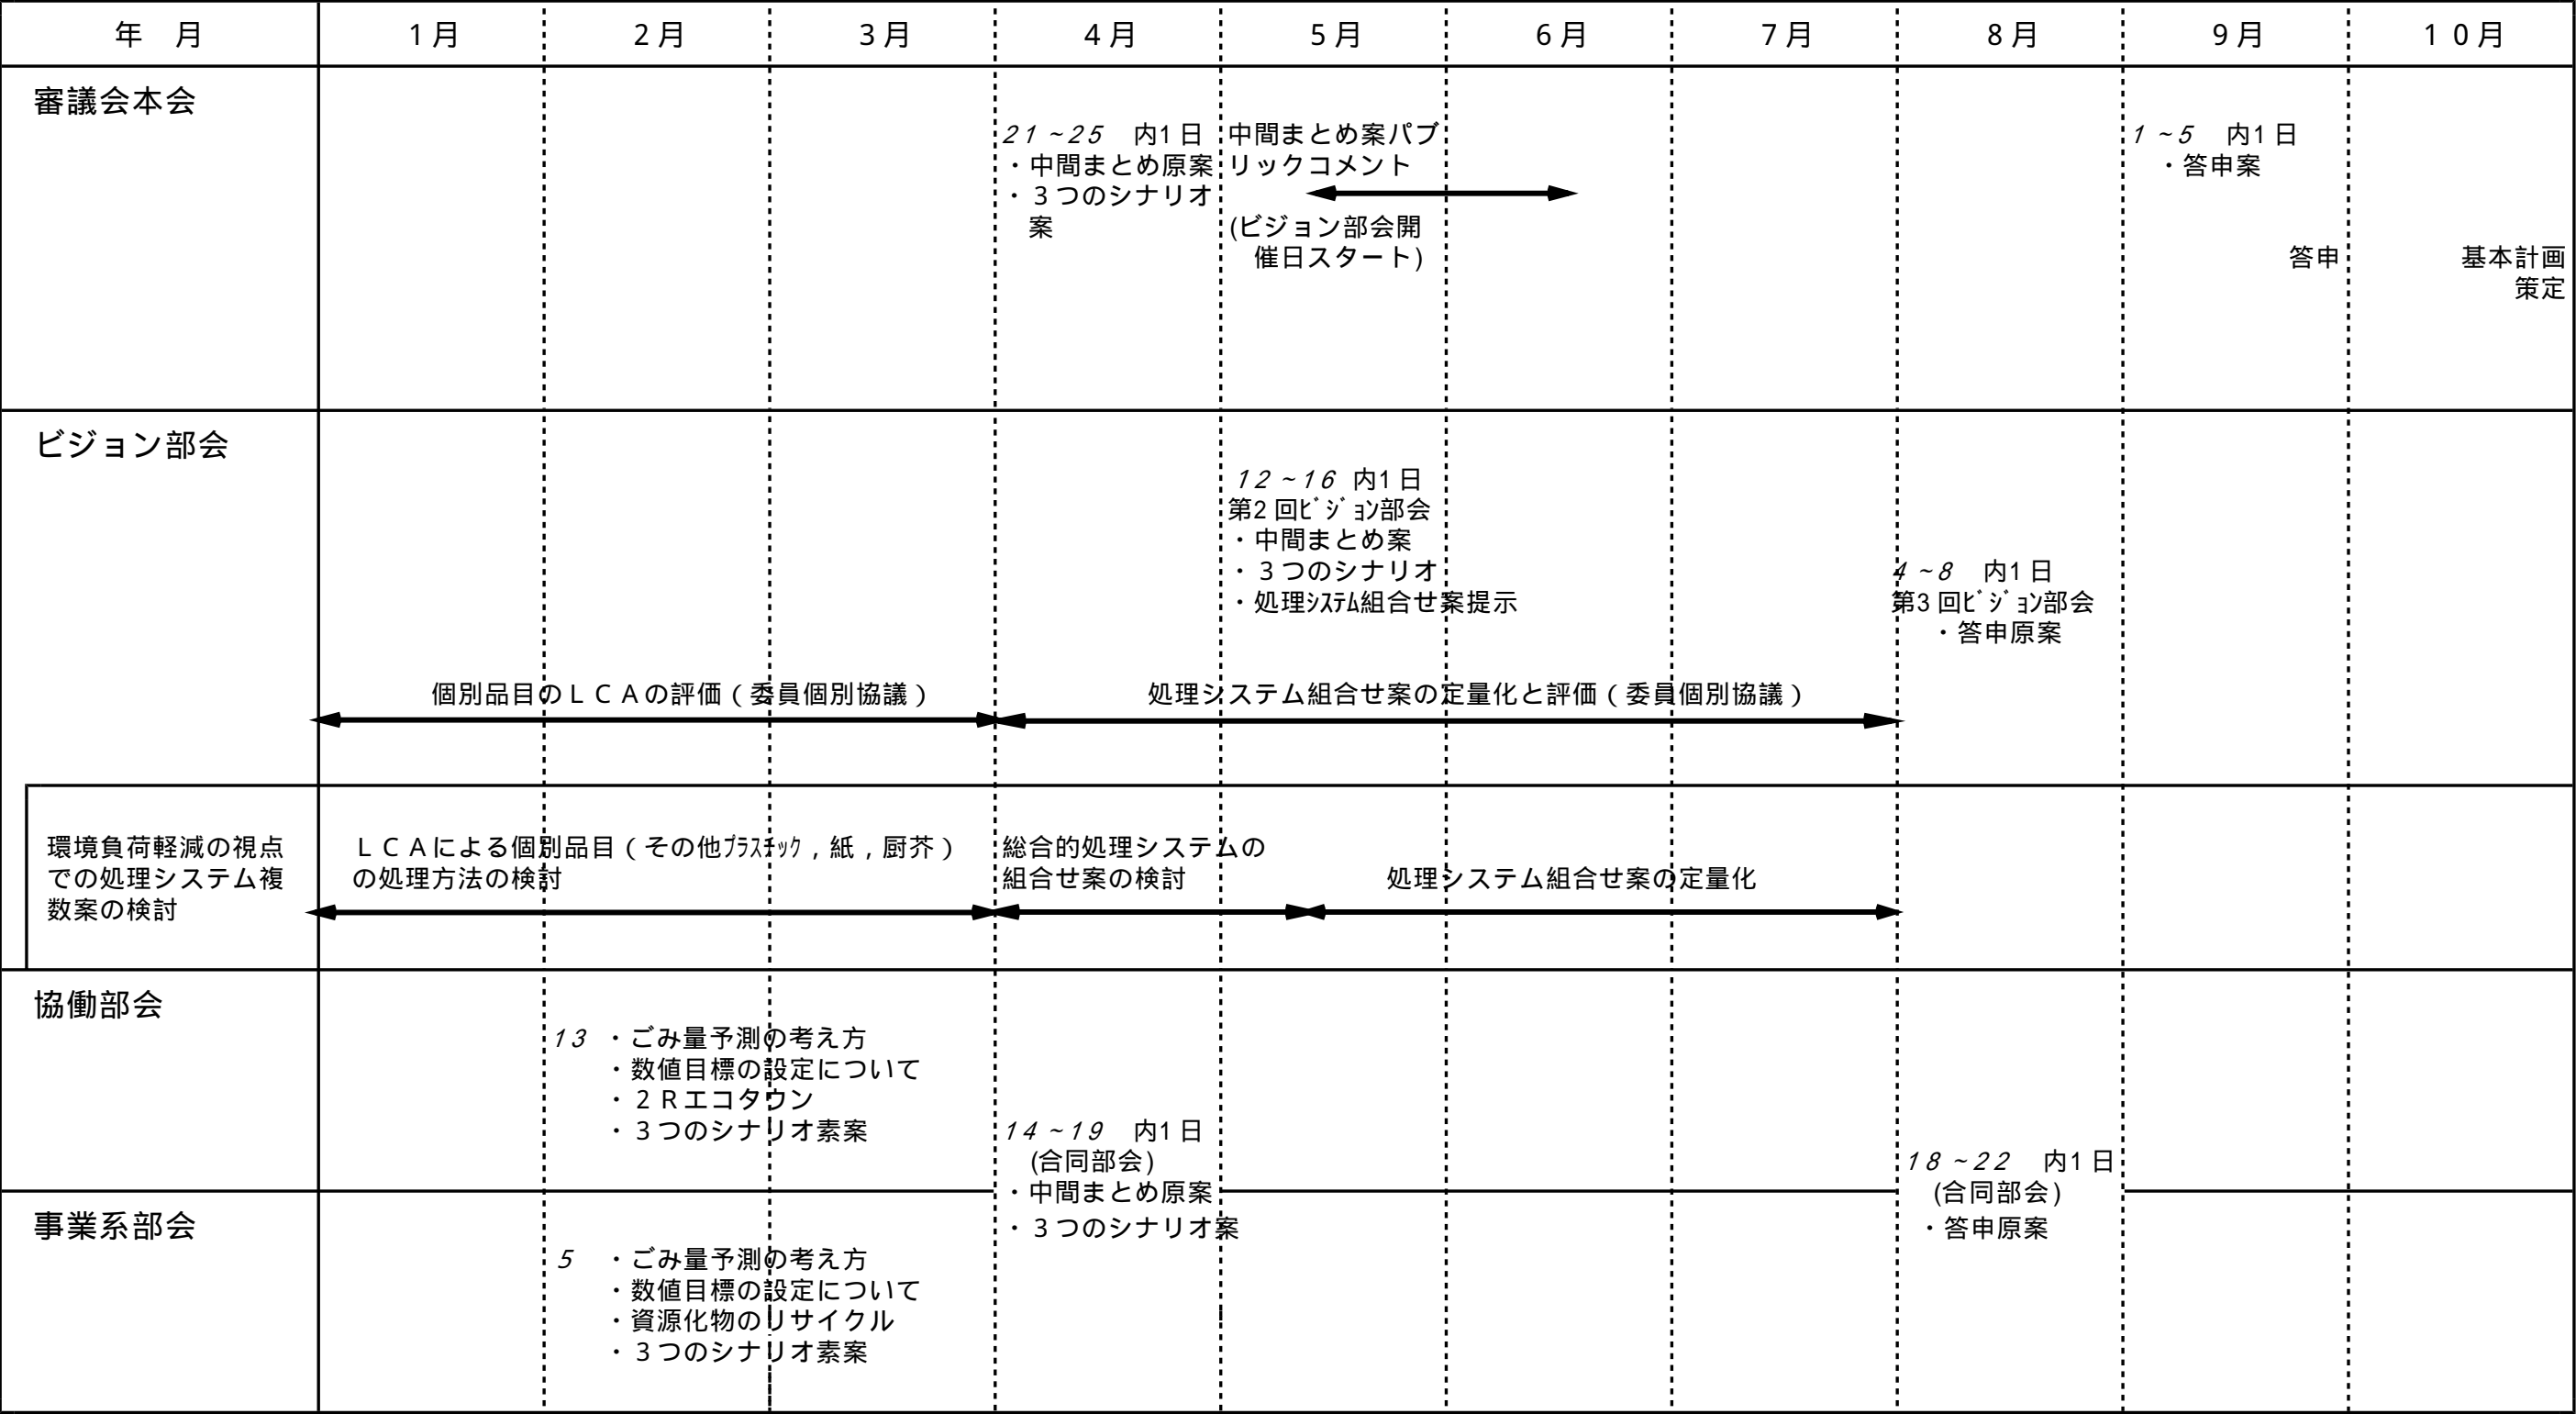 年　月
1月
2月
3月
4月
5月
6月
7月
8月
9月
10月
審議会本会
21~25　内1日
・中間まとめ原案
・3つのシナリオ
案
中間まとめ案パブ
リックコメント
(ビジョン部会開
催日スタート)
1~5　内1日
・答申案
答申
基本計画
策定
ビジョン部会
12~16 内1日
第2回ﾋﾞｼﾞｮﾝ部会
・中間まとめ案
・3つのシナリオ
・処理ｼｽﾃﾑ組合せ案提示
4~8　内1日
第3回ﾋﾞｼﾞｮﾝ部会
・答申原案
個別品目のＬＣＡの評価（委員個別協議）
処理システム組合せ案の定量化と評価（委員個別協議）
環境負荷軽減の視点
での処理システム複
数案の検討
ＬＣＡによる個別品目（その他ﾌﾟﾗｽﾁｯｸ，紙，厨芥）
の処理方法の検討
総合的処理システムの
組合せ案の検討
処理システム組合せ案の定量化
協働部会
13 ・ごみ量予測の考え方
・数値目標の設定について
・2Ｒエコタウン
・3つのシナリオ素案
14~19　内1日
(合同部会)
・中間まとめ原案
・3つのシナリオ案
18~22　内1日
(合同部会)
・答申原案
事業系部会
5 ・ごみ量予測の考え方
・数値目標の設定について
・資源化物のリサイクル
・3つのシナリオ素案